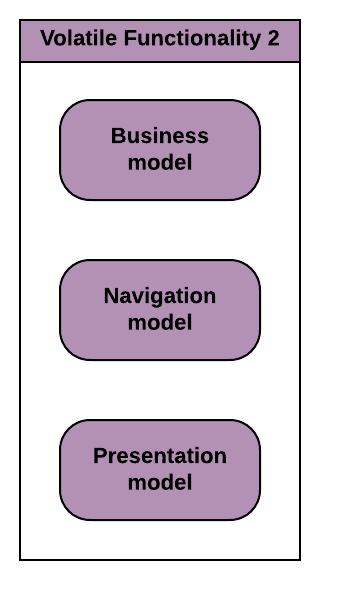 Volatile Functionality 2
Business
model
Navigation
model
Presentation
model